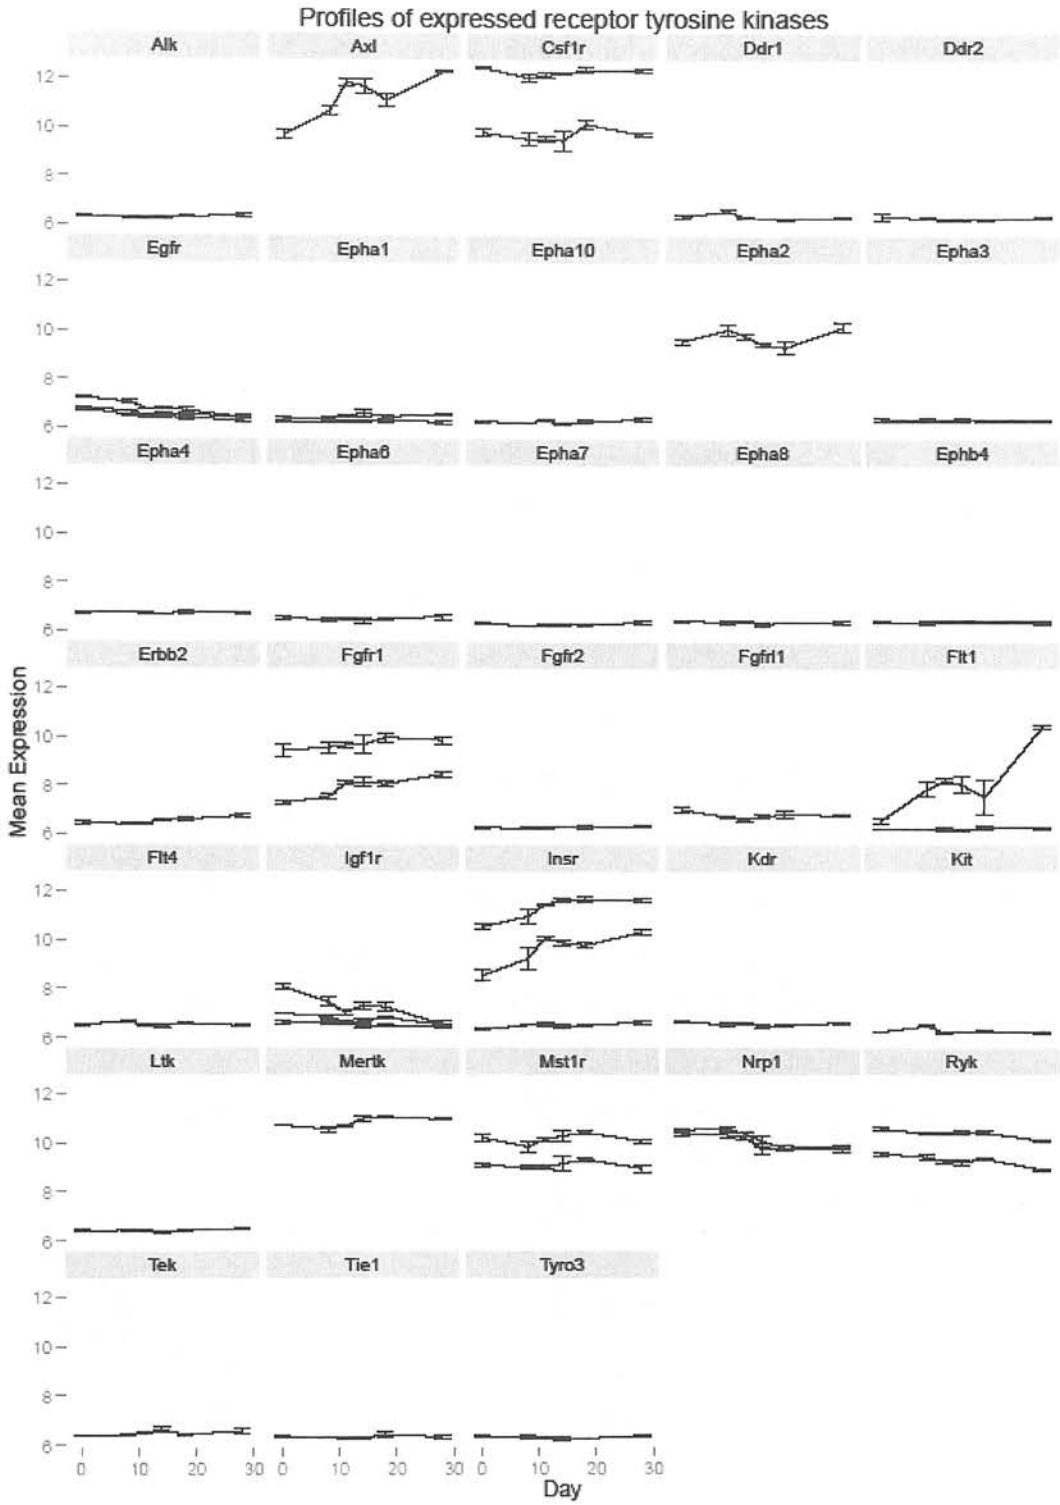 Profiles of expressed receptor tyrosine kinases
Alk Axl Csf1r Ddr1 Ddr2
12
10
8
6
Egfr Epha1 Epha10 Epha2 Epha3
12
10
8
6
Epha4 Epha6 Epha7 Epha8 Ephb4
12
10
8
6
Erbb2 Fgfr1 Fgfr2 Fgfrl1 Flt1
12
10
8
6
Mean Expression
Flt4 Igf1r Insr Kdr Kit
12
10
8
6
Ltk Mertk Mst1r Nrp1 Ryk
12
10
8
6
Tek Tie1 Tyro3
12
10
8
6
0 10 20 30 0 10 20 30 0 10 20 30
Day